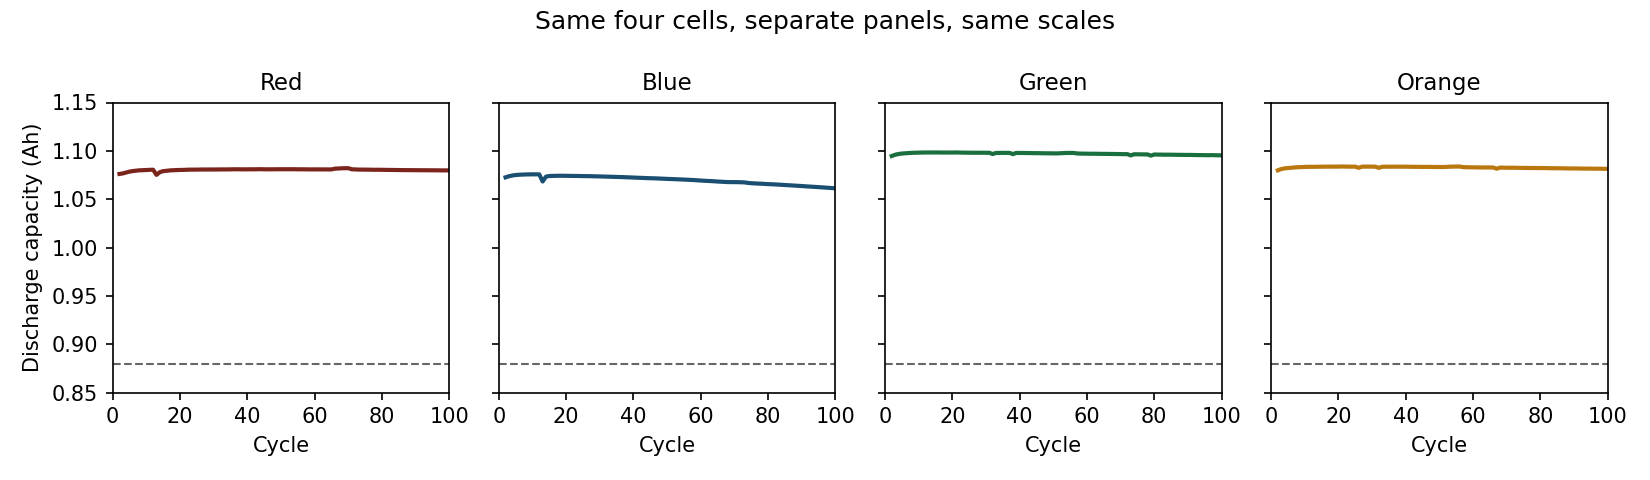 Same four cells, separate panels, same scales
Red
Blue
Green
Orange
Discharge capacity (Ah)
1.15
1.10
1.05
1.00
0.95
0.90
0.85
0 20 40 60 80 100
0 20 40 60 80 100
0 20 40 60 80 100
0 20 40 60 80 100
Cycle
Cycle
Cycle
Cycle